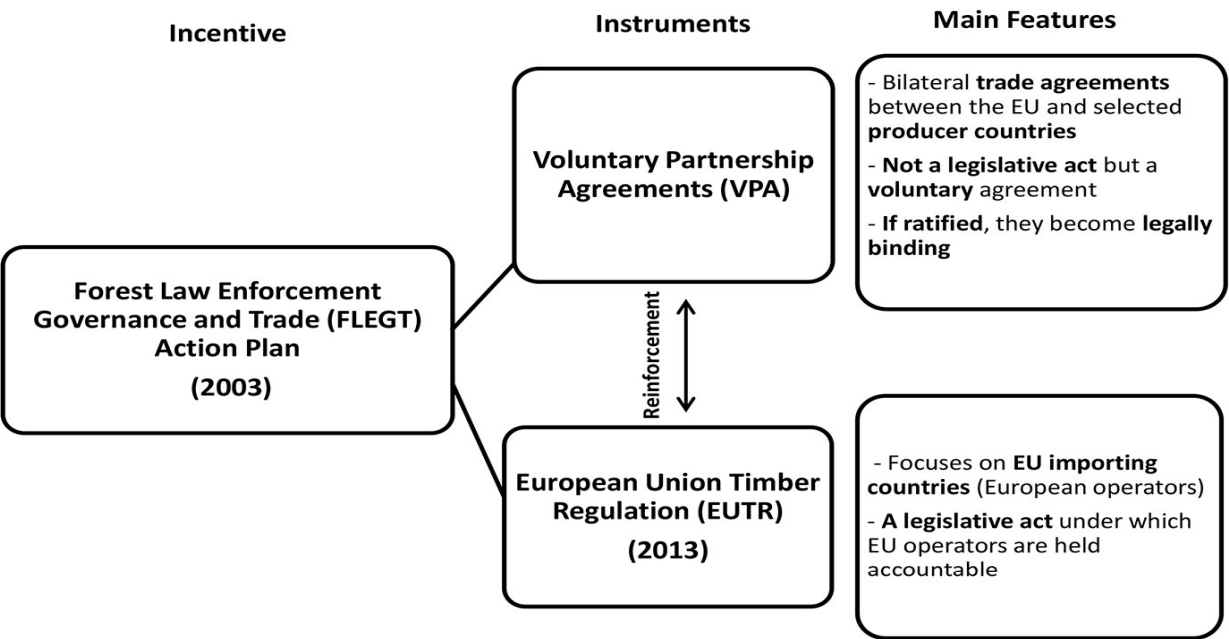 Incentive
Instruments
Main Features
Forest Law Enforcement
Governance and Trade (FLEGT)
Action Plan
(2003)
Voluntary Partnership
Agreements (VPA)
Reinforcement
European Union Timber
Regulation (EUTR)
(2013)
- Bilateral trade agreements
between the EU and selected
producer countries
- Not a legislative act but a
voluntary agreement
- If ratified, they become legally
binding
- Focuses on EU importing
countries (European operators)
- A legislative act under which
EU operators are held
accountable